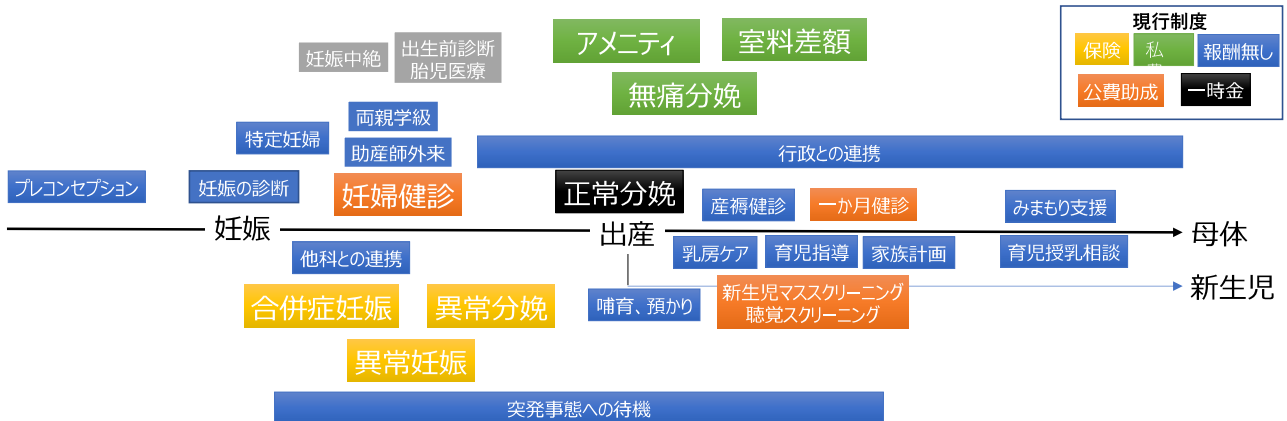 現行制度
保険
私
報酬無し
公費助成
一時金
アメニティ
室料差額
無痛分娩
妊娠中絶
出生前診断
胎児医療
特定妊婦
両親学級
助産師外来
行政との連携
プレコンセプション
妊娠の診断
妊婦健診
正常分娩
産褥健診
一か月健診
みまもり支援
妊娠
出産
母体
他科との連携
乳房ケア
育児指導
家族計画
育児授乳相談
合併症妊娠
異常分娩
哺育、預かり
新生児マススクリーニング
聴覚スクリーニング
新生児
異常妊娠
突発事態への待機